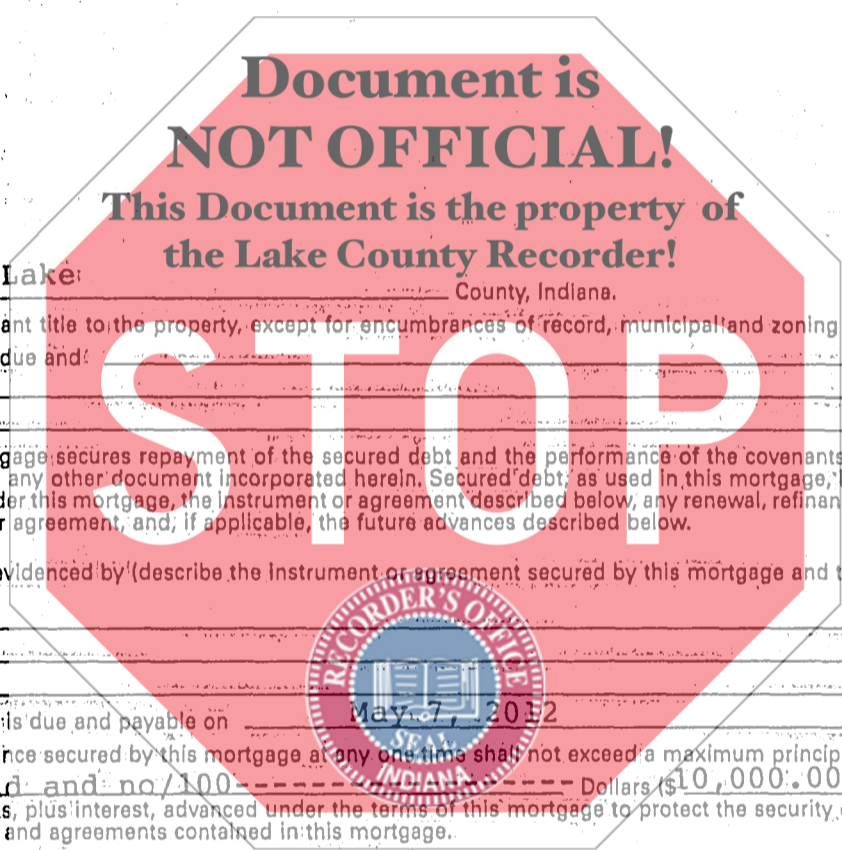 Document is
NOT OFFICIAL!
This Document is the property of
the Lake County Recorder!
Lake
County, Indiana.
ant title to the property, except for encumbrances of record, municipal and zoning
due and
STOP
gage secures repayment of the secured debt and the performance of the covenants
any other document incorporated herein. Secured debt, as used in this mortgage,
der this mortgage, the instrument or agreement described below, any renewal, refinan
r agreement, and, if applicable, the future advances described below.
videnced by (describe the instrument or agreement secured by this mortgage and t
RECORDER'S OFFICE
SEAL
INDIANA
is due and payable on May 7, 2012
nce secured by this mortgage at any one time shall not exceed a maximum princip
d and no/100-------------------- Dollars ($10,000.00
s, plus interest, advanced under the terms of this mortgage to protect the security
and agreements contained in this mortgage.